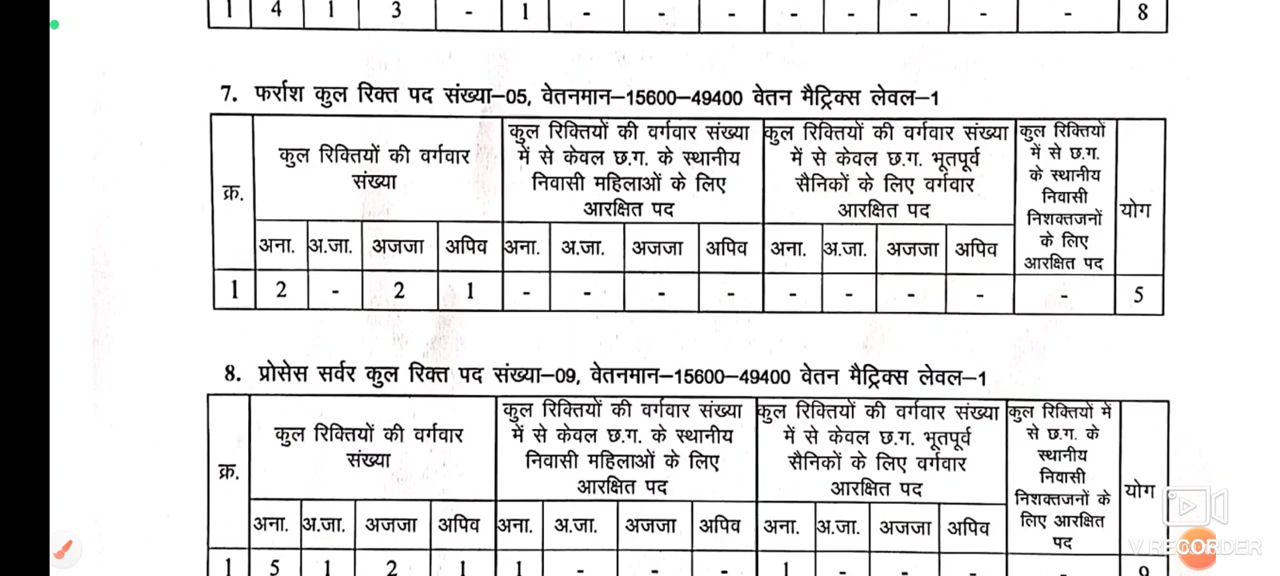 1 4 1 3 - 1 - - - - - - - - 8
7. फर्राश कुल रिक्त पद संख्या-05, वेतनमान-15600-49400 वेतन मैट्रिक्स लेवल-1
क्र.
कुल रिक्तियों की वर्गवार
संख्या
कुल रिक्तियों की वर्गवार संख्या
में से केवल छ.ग. के स्थानीय
निवासी महिलाओं के लिए
आरक्षित पद
कुल रिक्तियों की वर्गवार संख्या
में से केवल छ.ग. भूतपूर्व
सैनिकों के लिए वर्गवार
आरक्षित पद
कुल रिक्तियों
में से छ.ग.
के स्थानीय
निवासी
निशक्तजनों
के लिए
आरक्षित पद
योग
अना. अ.जा. अजजा अपिव अना. अ.जा. अजजा अपिव अना. अ.जा. अजजा अपिव
1 2 - 2 1 - - - - - - - - - 5
8. प्रोसेस सर्वर कुल रिक्त पद संख्या-09, वेतनमान-15600-49400 वेतन मैट्रिक्स लेवल-1
क्र.
कुल रिक्तियों की वर्गवार
संख्या
कुल रिक्तियों की वर्गवार संख्या
में से केवल छ.ग. के स्थानीय
निवासी महिलाओं के लिए
आरक्षित पद
कुल रिक्तियों की वर्गवार संख्या
में से केवल छ.ग. भूतपूर्व
सैनिकों के लिए वर्गवार
आरक्षित पद
कुल रिक्तियों में
से छ.ग. के
स्थानीय
निवासी
निशक्तजनों के
लिए आरक्षित
पद
योग
अना. अ.जा. अजजा अपिव अना. अ.जा. अजजा अपिव अना. अ.जा. अजजा अपिव
1 5 1 2 1 1 - - - 1 - - - - 9
V RECORDER